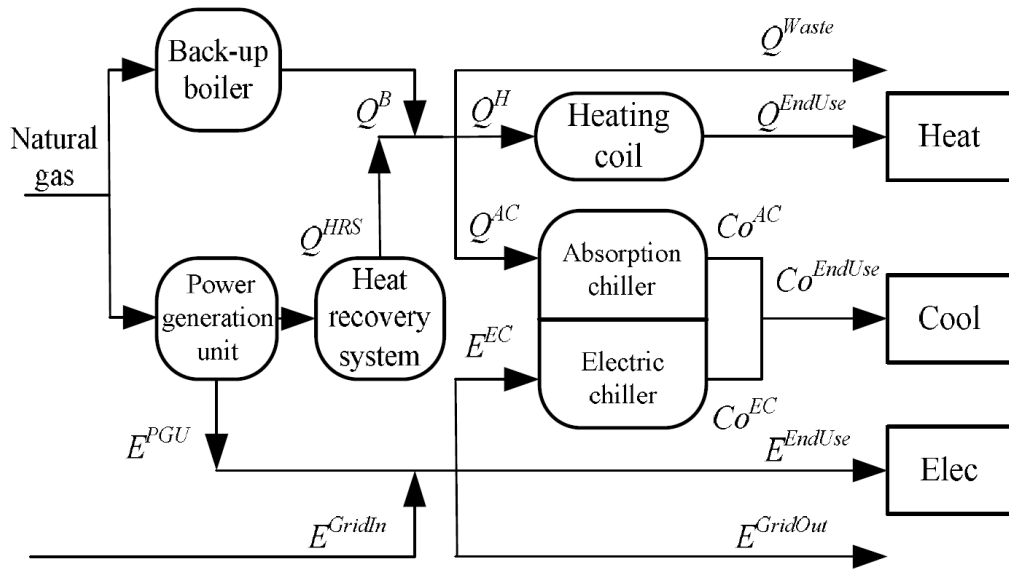 Back-up
boiler
Q^Waste
Q^B
Q^H
Heating
coil
Q^EndUse
Heat
Natural
gas
Q^HRS
Q^AC
Absorption
chiller
Co^AC
Co^EndUse
Cool
Power
generation
unit
Heat
recovery
system
E^EC
Electric
chiller
Co^EC
E^PGU
E^EndUse
Elec
E^GridIn
E^GridOut